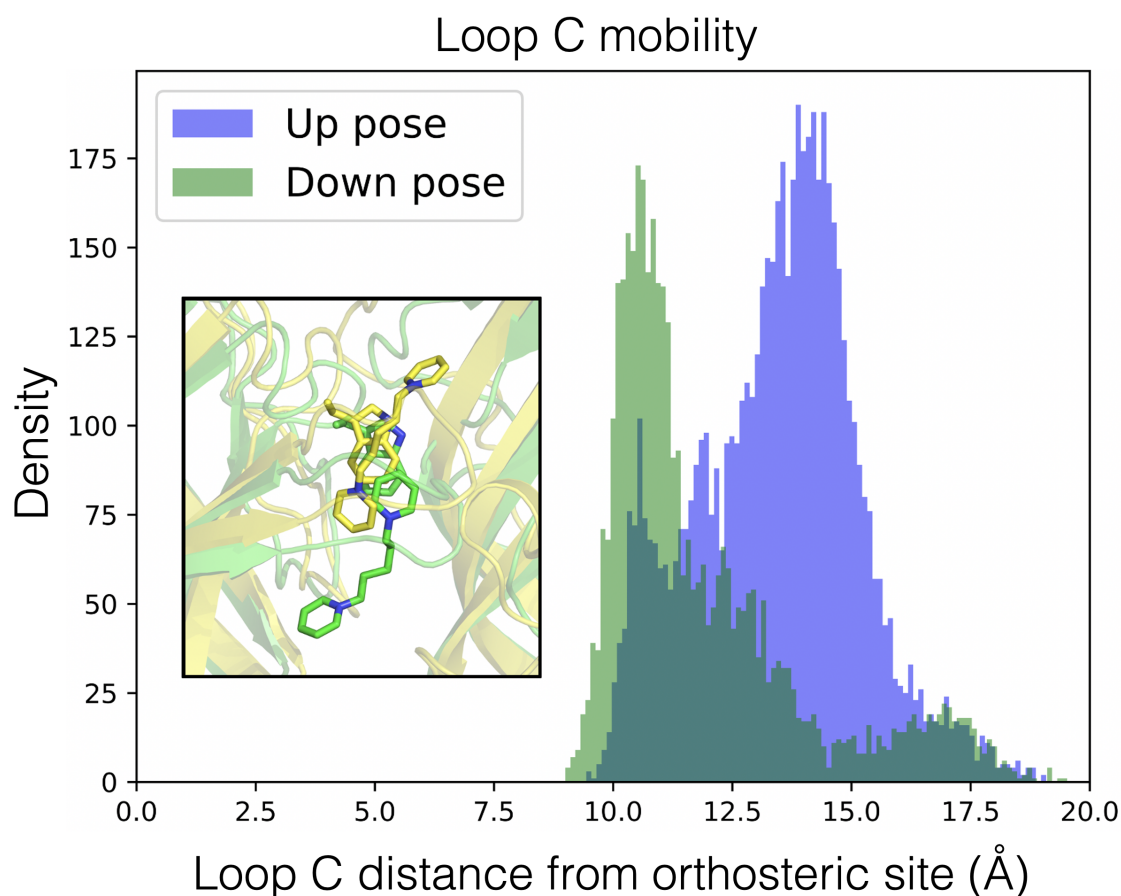 Loop C mobility
Up pose
Down pose
Density
175
150
125
100
75
50
25
0
0.0 2.5 5.0 7.5 10.0 12.5 15.0 17.5 20.0
Loop C distance from orthosteric site (Å)